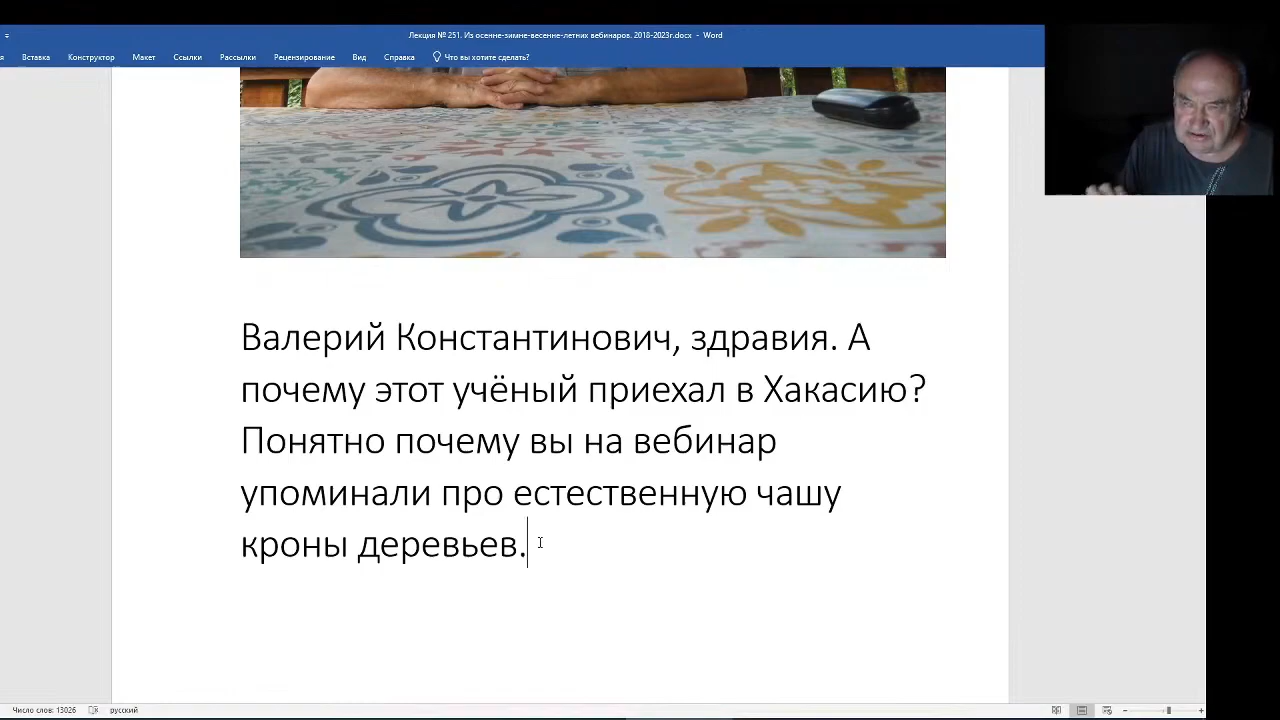 Лекция № 251. Из осенне-зимне-весенне-летних вебинаров. 2018-2023г.docx - Word
Вставка Конструктор Макет Ссылки Рассылки Рецензирование Вид Справка Что вы хотите сделать?
Валерий Константинович, здравия. А
почему этот учёный приехал в Хакасию?
Понятно почему вы на вебинар
упоминали про естественную чашу
кроны деревьев.
Число слов: 13026 русский